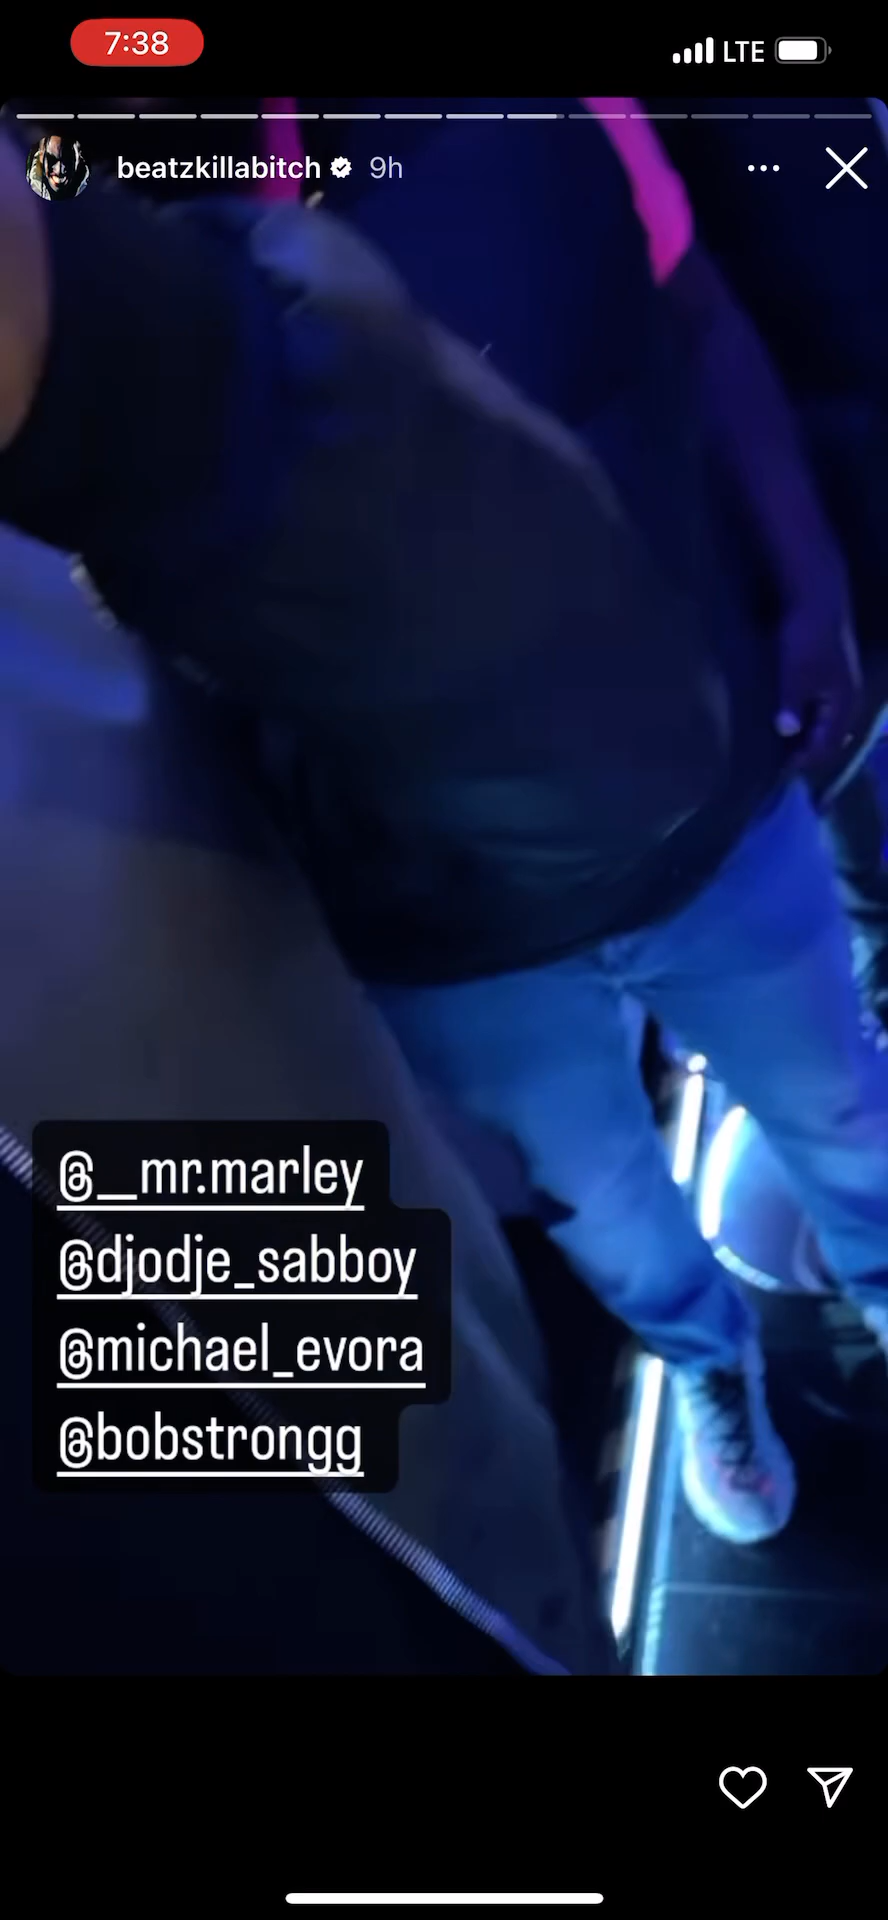 7:38
LTE
beatzkillabitch 9h
@__mr.marley
@djodje_sabboy
@michael_evora
@bobstrongg